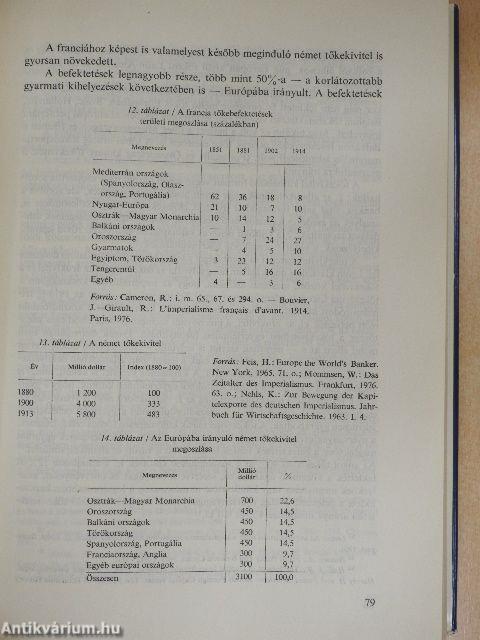 A franciához képest is valamelyest később meginduló német tőkekivitel is
gyorsan növekedett.
A befektetések legnagyobb része, több mint 50%-a — a korlátozottabb
gyarmati kihelyezések következtében is — Európába irányult. A befektetések
12. táblázat / A francia tőkebefektetések
területi megoszlása (százalékban)
Megnevezés 1851 1881 1902 1914
Mediterrán országok
(Spanyolország, Olasz-
ország, Portugália) 62 36 18 8
Nyugat-Európa 21 10 7 10
Osztrák—Magyar Monarchia 10 14 12 5
Balkáni országok — 1 3 6
Oroszország — 7 24 27
Gyarmatok - 4 5 10
Egyiptom, Törökország 3 23 12 12
Tengerentúl — 5 16 16
Egyéb 4 — 3 6
Forrás: Cameron, R.: i. m. 65., 67. és 294. o. — Bouvier,
J.—Girault, R.: L'imperialisme français d'avant. 1914.
Paris, 1976.
13. táblázat / A német tőkekivitel
Év Millió dollár Index (1880= 100)
1880 1 200 100
1900 4 000 333
1913 5 800 483
Forrás: Feis, H.: Europe the World's Banker.
New York. 1965. 71. o.; Mommsen, W.: Das
Zeitalter des Imperialismus. Frankfurt, 1976.
63. o.; Nehls, K.: Zur Bewegung der Kapi-
telexporte des deutschen Imperialismus. Jahr-
buch für Wirtschaftsgeschichte. 1963. 1. 4.
14. táblázat / Az Európába irányuló német tőkekivitel
megoszlása
Megnevezés Millió dollár %
Osztrák—Magyar Monarchia 700 22,6
Oroszország 450 14,5
Balkáni országok 450 14,5
Törökország 450 14,5
Spanyolország, Portugália 450 14,5
Franciaország, Anglia 300 9,7
Egyéb európai országok 300 9,7
Összesen 3100 100,0
79
Antikvárium.hu